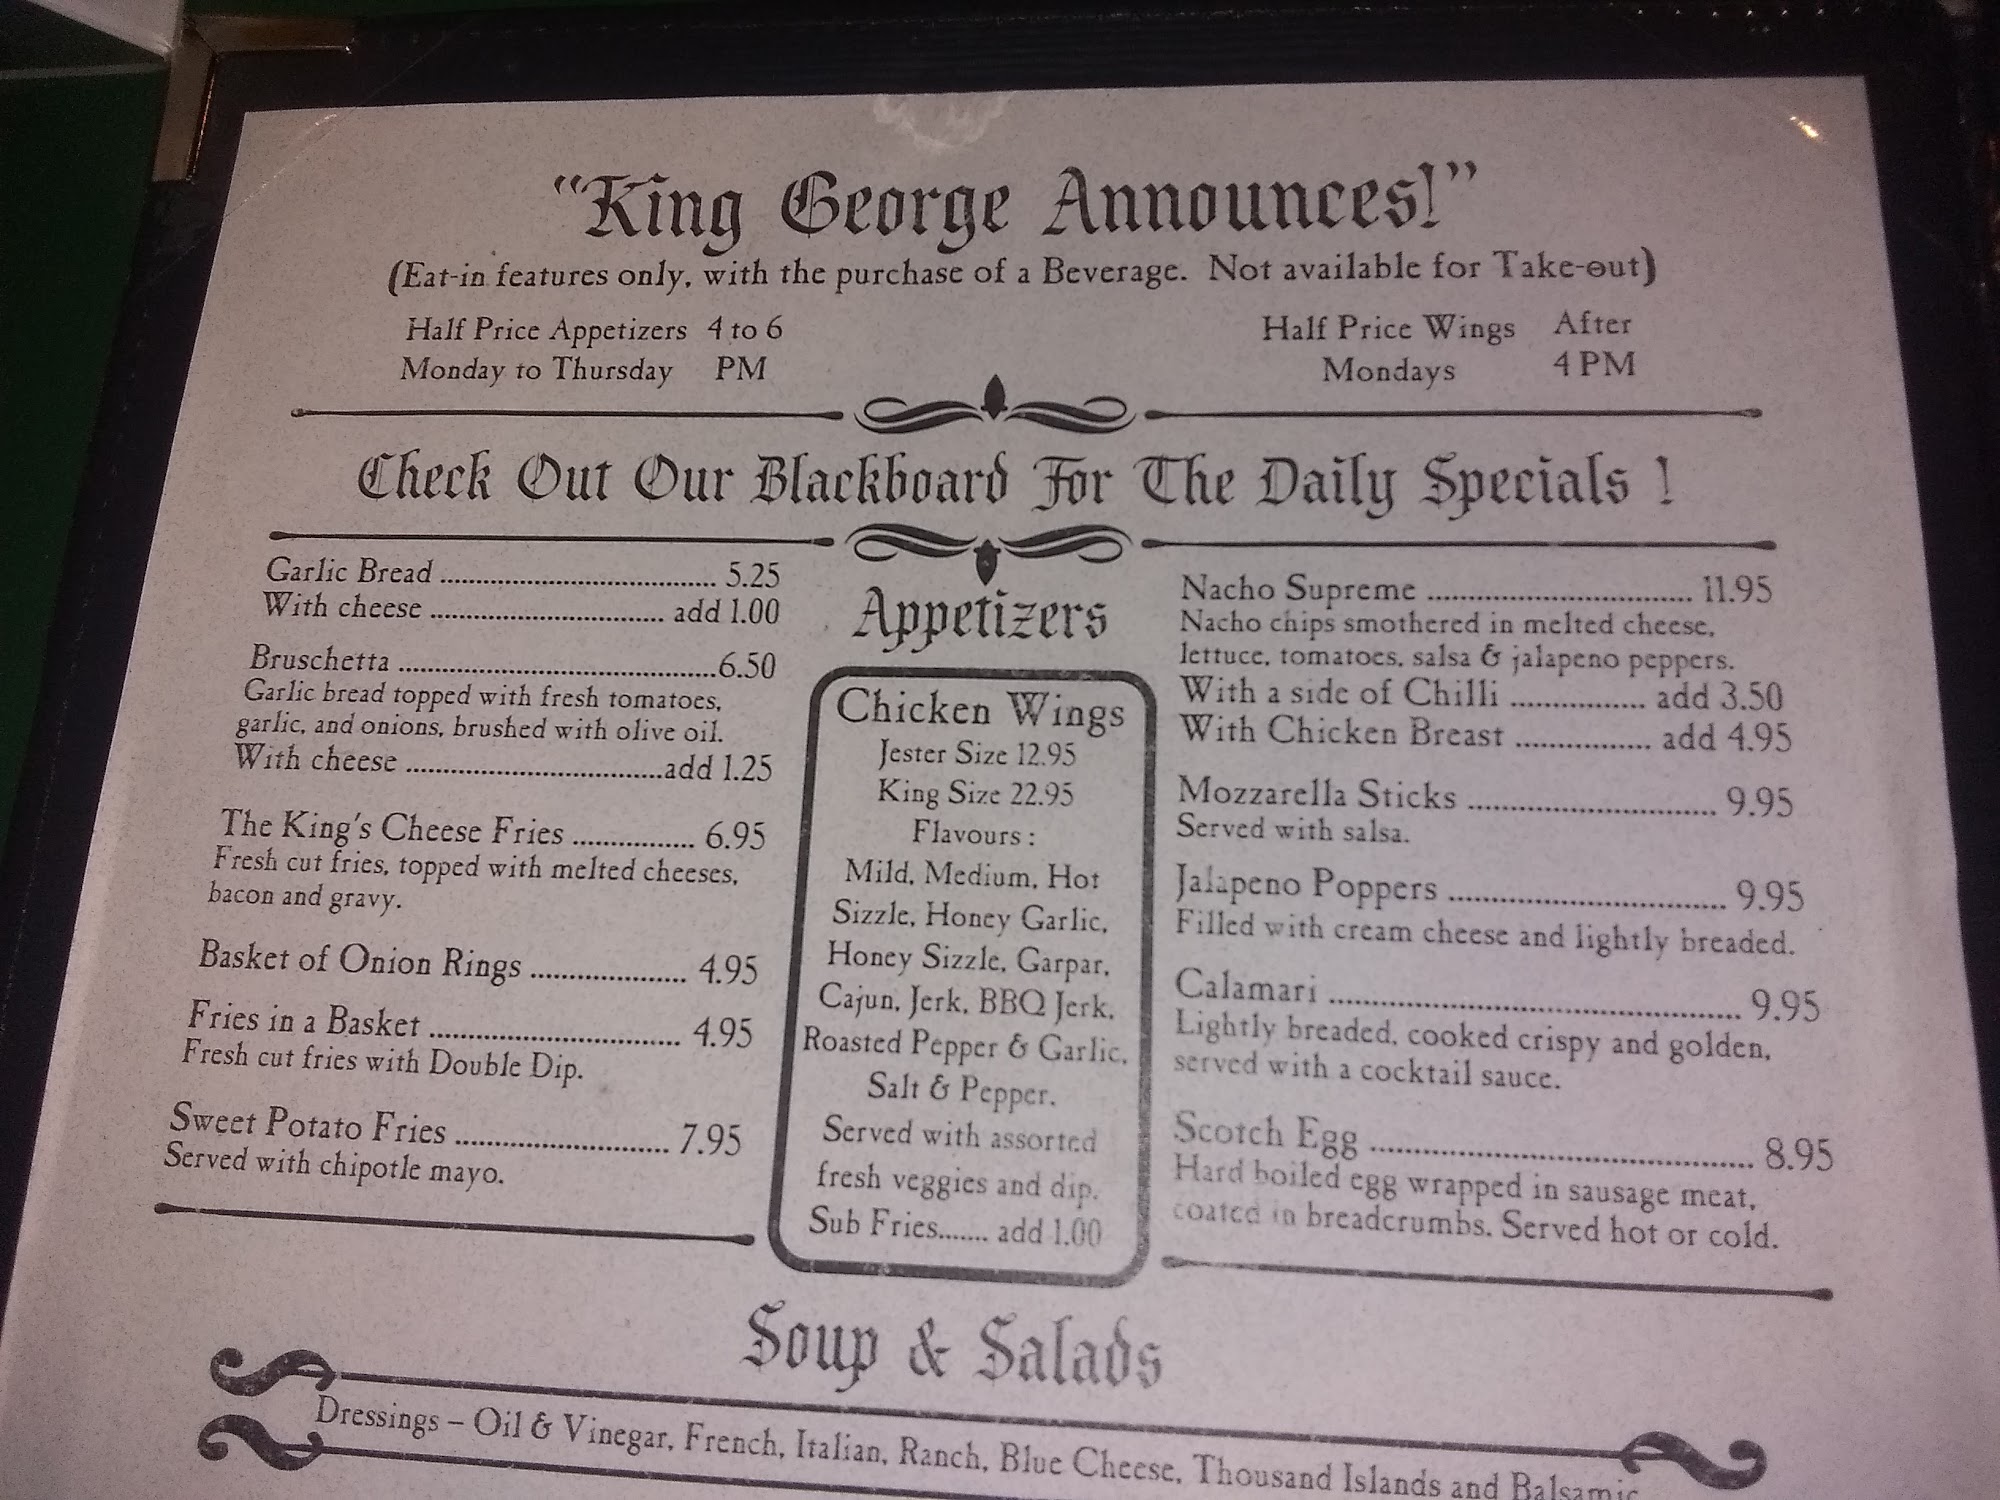 "King George Announces!"
(Eat-in features only, with the purchase of a Beverage. Not available for Take-out)
Half Price Appetizers 4 to 6
Monday to Thursday PM
Half Price Wings After
Mondays 4 PM
Check Out Our Blackboard For The Daily Specials !
Garlic Bread ..................................... 5.25
With cheese ............................... add 1.00
Bruschetta ..........................................6.50
Garlic bread topped with fresh tomatoes,
garlic, and onions, brushed with olive oil.
With cheese ..................................add 1.25
The King's Cheese Fries ................ 6.95
Fresh cut fries, topped with melted cheeses,
bacon and gravy.
Basket of Onion Rings .................... 4.95
Fries in a Basket ................................. 4.95
Fresh cut fries with Double Dip.
Sweet Potato Fries ............................ 7.95
Served with chipotle mayo.
Appetizers
Chicken Wings
Jester Size 12.95
King Size 22.95
Flavours :
Mild, Medium, Hot
Sizzle, Honey Garlic,
Honey Sizzle, Garpar,
Cajun, Jerk, BBQ Jerk,
Roasted Pepper & Garlic,
Salt & Pepper.
Served with assorted
fresh veggies and dip.
Sub Fries....... add 1.00
Nacho Supreme ................................. 11.95
Nacho chips smothered in melted cheese,
lettuce, tomatoes, salsa & jalapeno peppers.
With a side of Chilli ................. add 3.50
With Chicken Breast ................. add 4.95
Mozzarella Sticks ............................... 9.95
Served with salsa.
Jalapeno Poppers .................................. 9.95
Filled with cream cheese and lightly breaded.
Calamari .................................................. 9.95
Lightly breaded, cooked crispy and golden,
served with a cocktail sauce.
Scotch Egg .............................................. 8.95
Hard boiled egg wrapped in sausage meat,
coated in breadcrumbs. Served hot or cold.
Soup & Salads
Dressings – Oil & Vinegar, French, Italian, Ranch, Blue Cheese, Thousand Islands and Balsamic